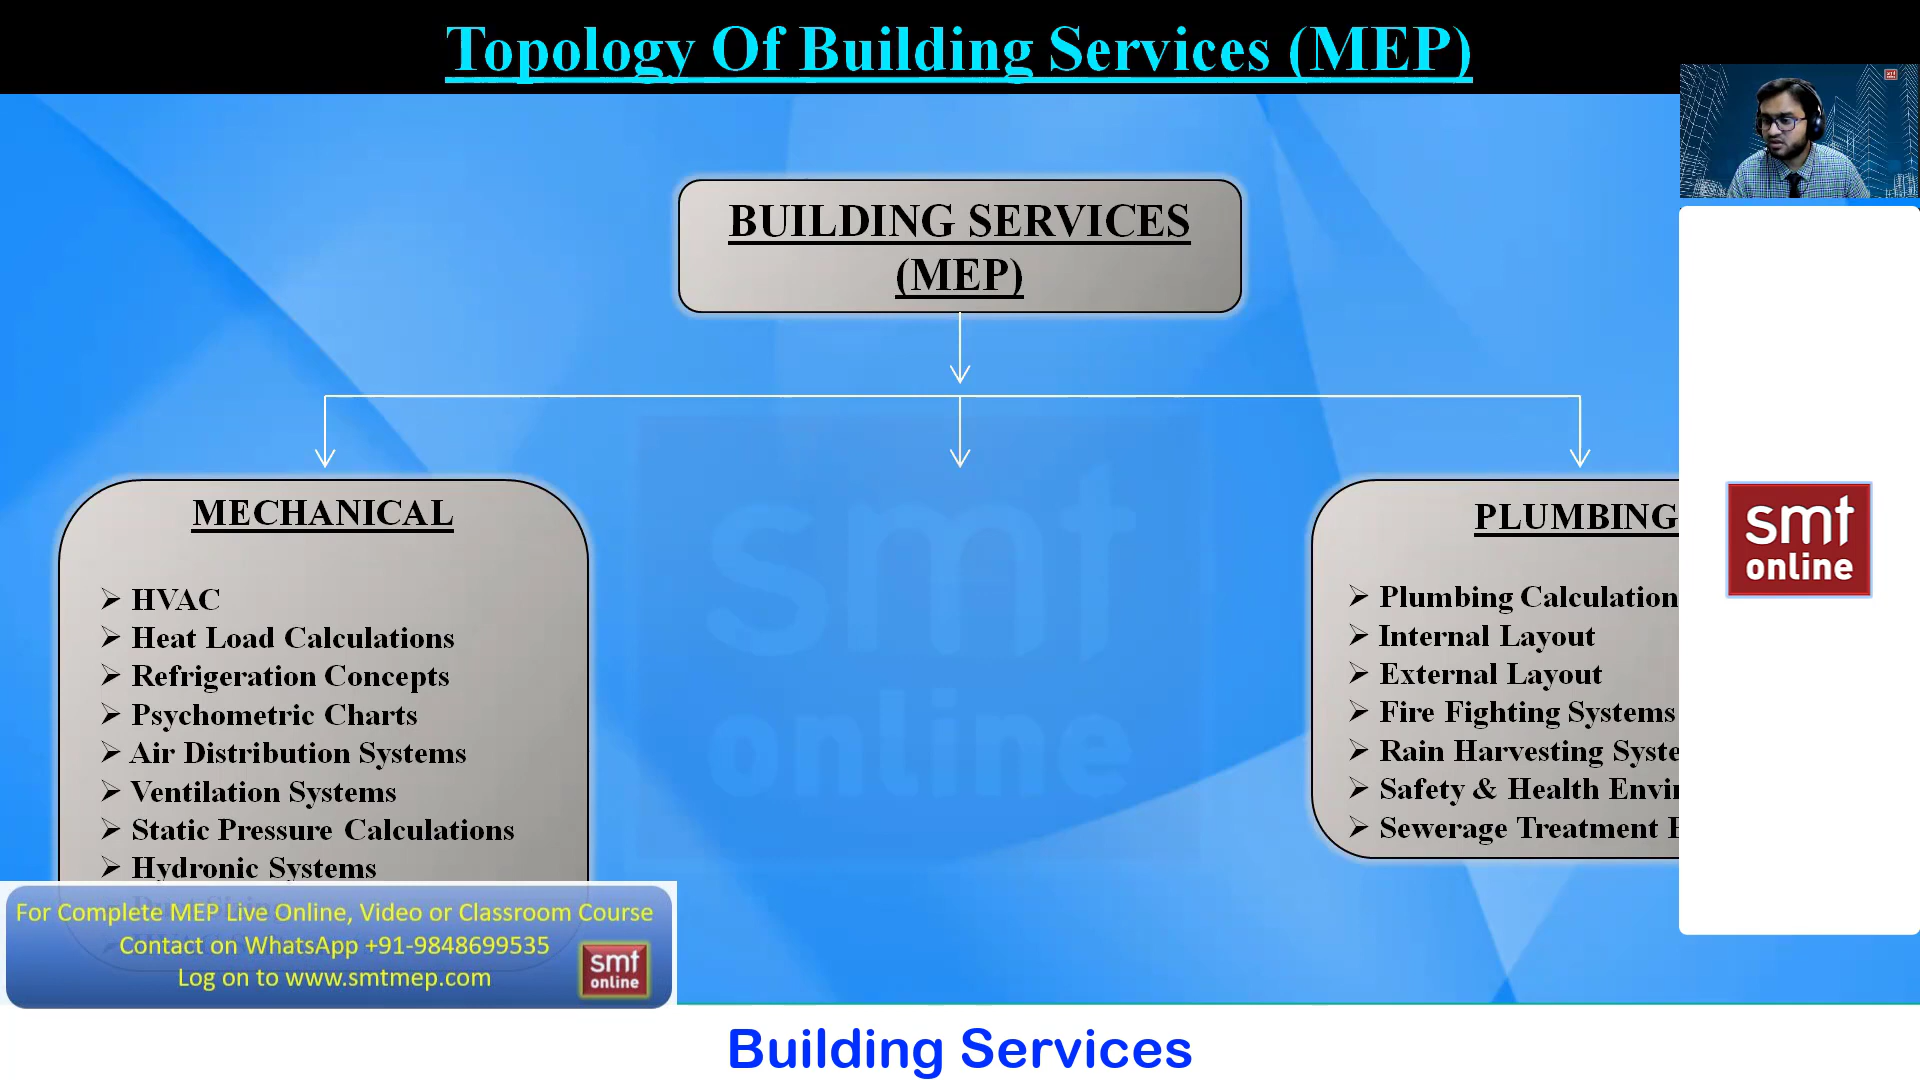 Topology Of Building Services (MEP)
BUILDING SERVICES
(MEP)
MECHANICAL
➢ HVAC
➢ Heat Load Calculations
➢ Refrigeration Concepts
➢ Psychometric Charts
➢ Air Distribution Systems
➢ Ventilation Systems
➢ Static Pressure Calculations
➢ Hydronic Systems
PLUMBING
➢ Plumbing Calculation
➢ Internal Layout
➢ External Layout
➢ Fire Fighting Systems
➢ Rain Harvesting Syste
➢ Safety & Health Envi
➢ Sewerage Treatment
smt
online
smt
online
For Complete MEP Live Online, Video or Classroom Course
Contact on WhatsApp +91-9848699535
Log on to www.smtmep.com
smt
online
Building Services